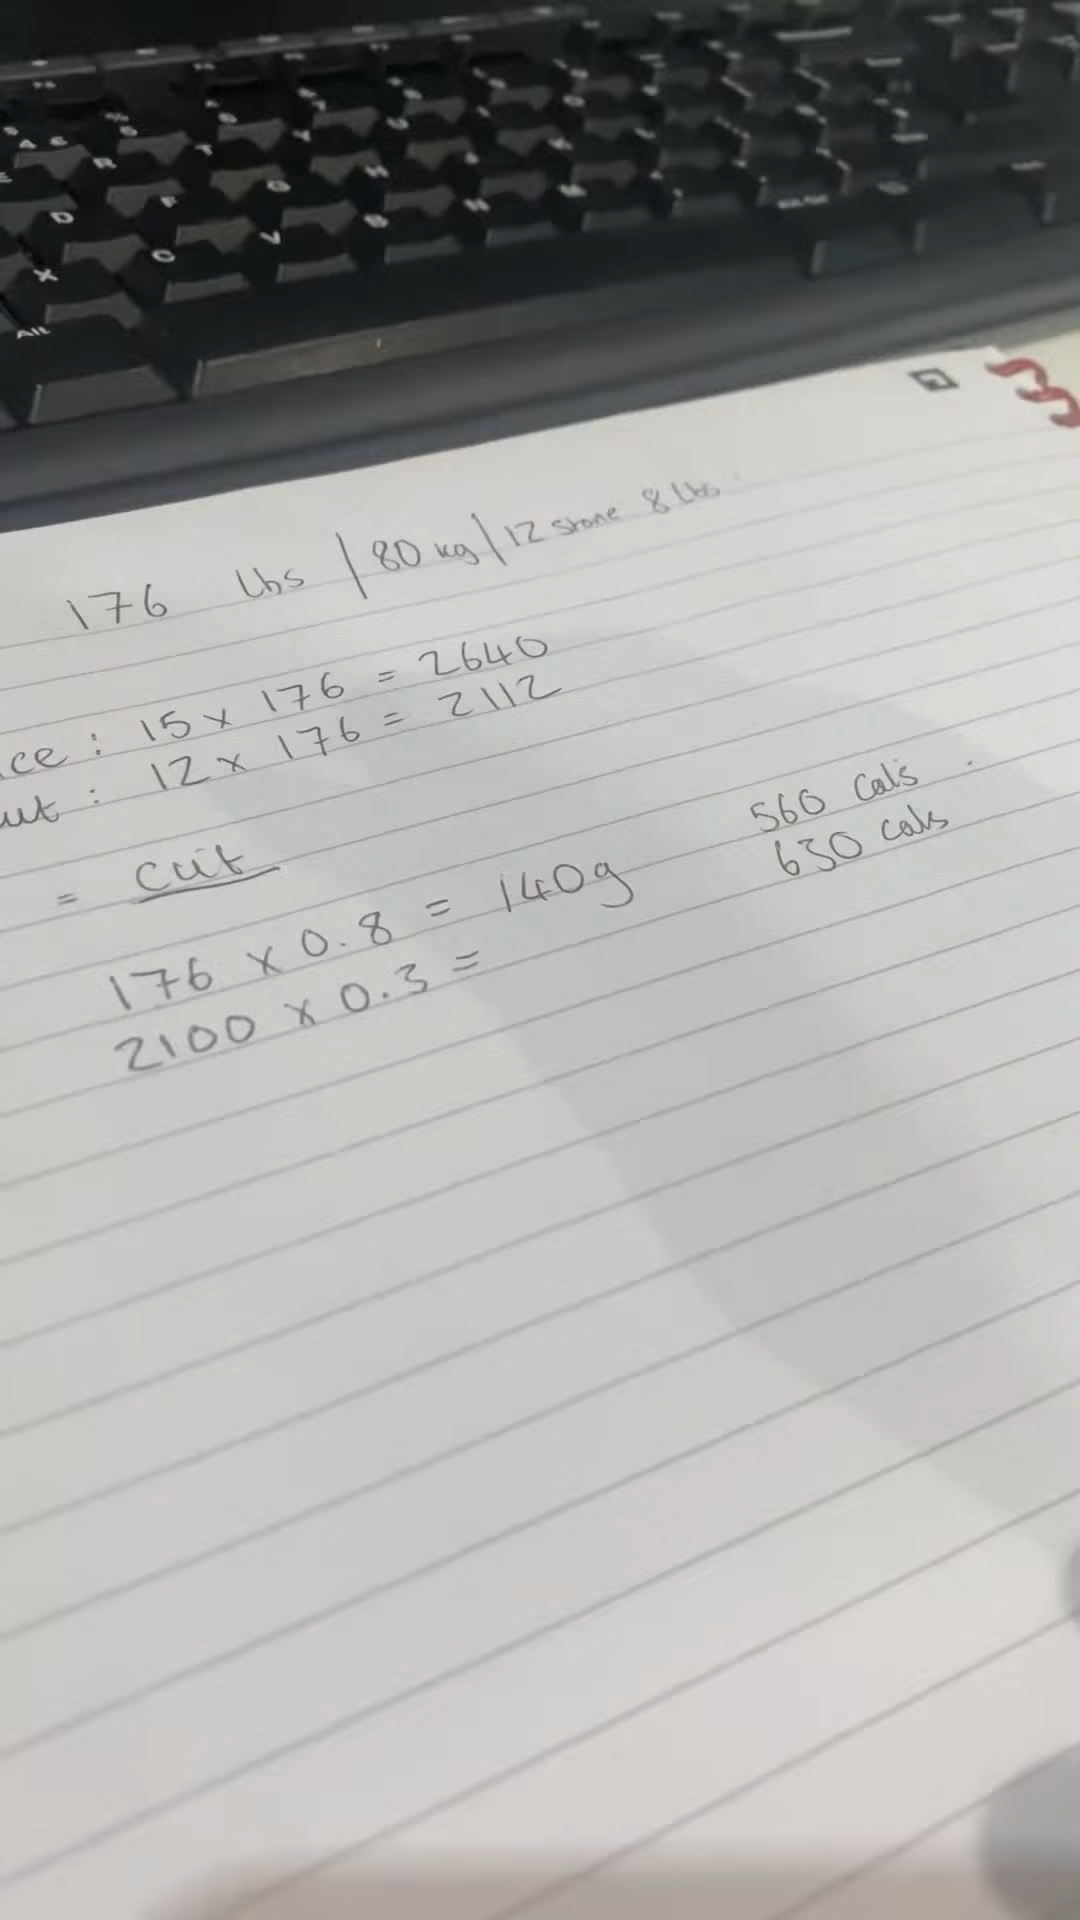 176 Lbs / 80 kg / 12 stone 8 Lbs
ce : 15 x 176 = 2640
ut : 12 x 176 = 2112
= cut
176 x 0.8 = 140g 560 cals
2100 x 0.3 = 630 cals